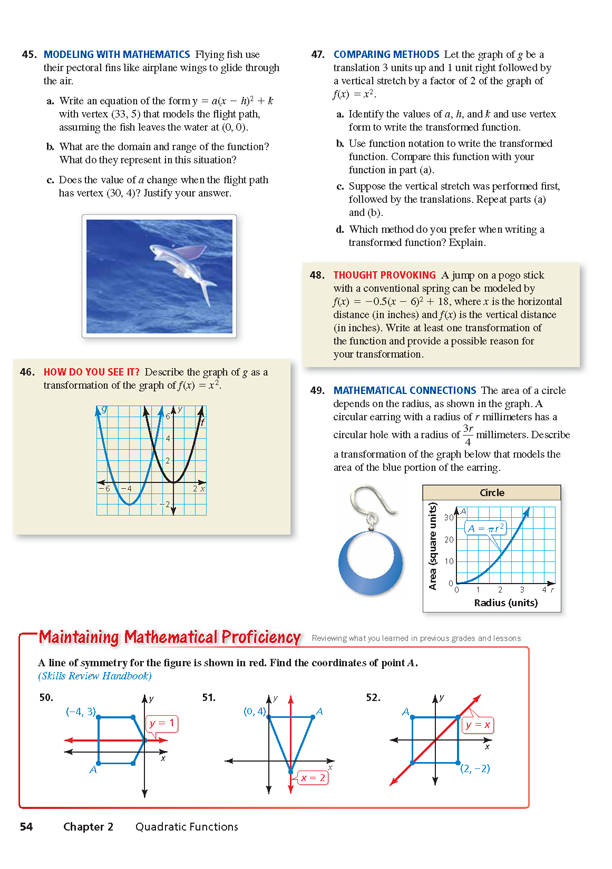 45. MODELING WITH MATHEMATICS Flying fish use
their pectoral fins like airplane wings to glide through
the air.
a. Write an equation of the form y = a(x − h)² + k
with vertex (33, 5) that models the flight path,
assuming the fish leaves the water at (0, 0).
b. What are the domain and range of the function?
What do they represent in this situation?
c. Does the value of a change when the flight path
has vertex (30, 4)? Justify your answer.
46. HOW DO YOU SEE IT? Describe the graph of g as a
transformation of the graph of f(x) = x².
g
6
y
f
4
2
−6
−4
2 x
−2
47. COMPARING METHODS Let the graph of g be a
translation 3 units up and 1 unit right followed by
a vertical stretch by a factor of 2 of the graph of
f(x) = x².
a. Identify the values of a, h, and k and use vertex
form to write the transformed function.
b. Use function notation to write the transformed
function. Compare this function with your
function in part (a).
c. Suppose the vertical stretch was performed first,
followed by the translations. Repeat parts (a)
and (b).
d. Which method do you prefer when writing a
transformed function? Explain.
48. THOUGHT PROVOKING A jump on a pogo stick
with a conventional spring can be modeled by
f(x) = −0.5(x − 6)² + 18, where x is the horizontal
distance (in inches) and f(x) is the vertical distance
(in inches). Write at least one transformation of
the function and provide a possible reason for
your transformation.
49. MATHEMATICAL CONNECTIONS The area of a circle
depends on the radius, as shown in the graph. A
circular earring with a radius of r millimeters has a
circular hole with a radius of 3r/4 millimeters. Describe
a transformation of the graph below that models the
area of the blue portion of the earring.
Circle
Area (square units)
A
30
A = πr²
20
10
0
0 1 2 3 4 r
Radius (units)
Maintaining Mathematical Proficiency Reviewing what you learned in previous grades and lessons
A line of symmetry for the figure is shown in red. Find the coordinates of point A.
(Skills Review Handbook)
50.
y
(−4, 3)
y = 1
x
A
51.
y
(0, 4)
A
x
x = 2
52.
y
A
y = x
x
(2, −2)
54 Chapter 2 Quadratic Functions